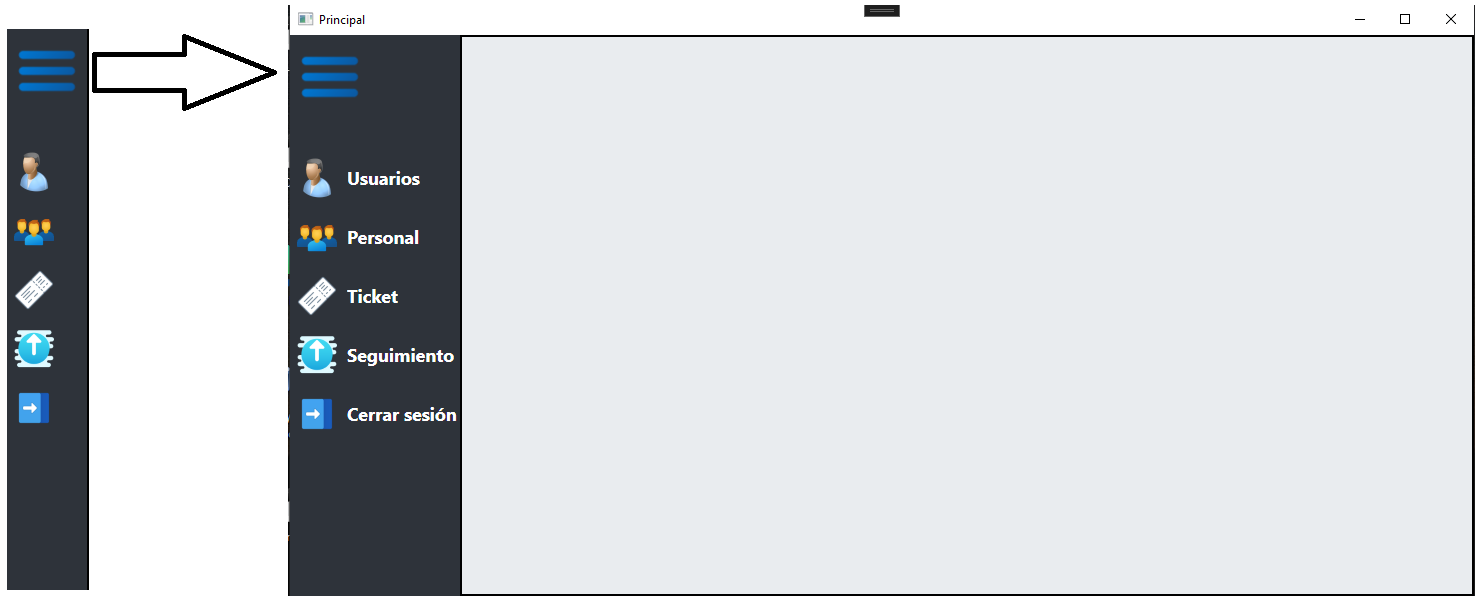 Principal
Usuarios
Personal
Ticket
Seguimiento
Cerrar sesión